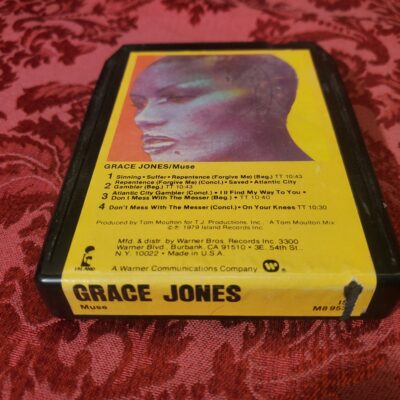 GRACE JONES/Muse
1 Sinning • Suffer • Repentence (Forgive Me) (Beg.) TT 10:43
2 Repentence (Forgive Me) (Concl.) • Saved • Atlantic City
Gambler (Beg.) TT 10:43
3 Atlantic City Gambler (Concl.) • I'll Find My Way To You •
Don't Mess With The Messer (Beg.) • TT 10:40
4 Don't Mess With The Messer (Concl.) • On Your Knees TT 10:30
Produced by Tom Moulton for T.J. Productions, Inc. A Tom Moulton Mix
©℗ 1979 Island Records Inc.
Mfd & distr. by Warner Bros. Records Inc. 3300
Warner Blvd., Burbank, CA 91510 • 3E. 54th St.,
N.Y. 10022 • Made in U.S.A.
ISLAND
A Warner Communications Company
GRACE JONES
Muse
M8 95